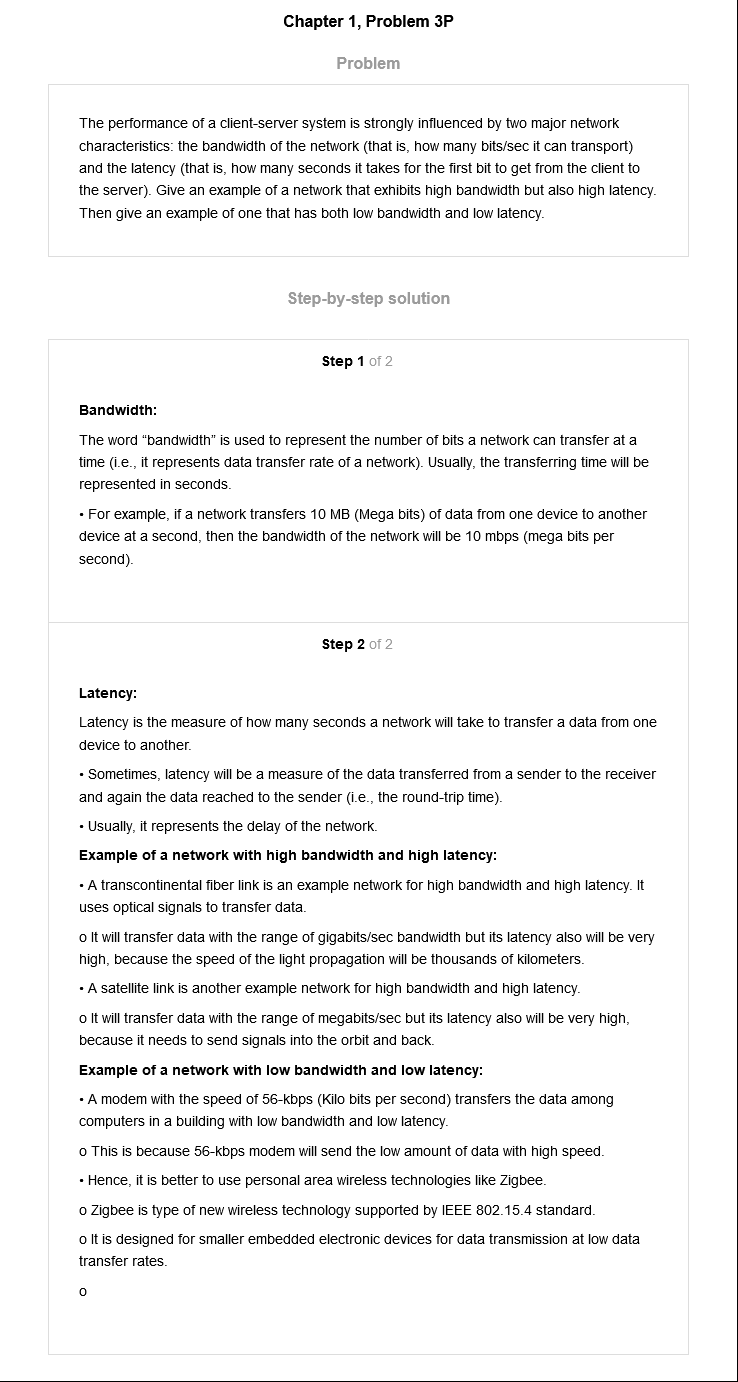 Chapter 1, Problem 3P
Problem
The performance of a client-server system is strongly influenced by two major network
characteristics: the bandwidth of the network (that is, how many bits/sec it can transport)
and the latency (that is, how many seconds it takes for the first bit to get from the client to
the server). Give an example of a network that exhibits high bandwidth but also high latency.
Then give an example of one that has both low bandwidth and low latency.
Step-by-step solution
Step 1 of 2
Bandwidth:
The word “bandwidth” is used to represent the number of bits a network can transfer at a
time (i.e., it represents data transfer rate of a network). Usually, the transferring time will be
represented in seconds.
• For example, if a network transfers 10 MB (Mega bits) of data from one device to another
device at a second, then the bandwidth of the network will be 10 mbps (mega bits per
second).
Step 2 of 2
Latency:
Latency is the measure of how many seconds a network will take to transfer a data from one
device to another.
• Sometimes, latency will be a measure of the data transferred from a sender to the receiver
and again the data reached to the sender (i.e., the round-trip time).
• Usually, it represents the delay of the network.
Example of a network with high bandwidth and high latency:
• A transcontinental fiber link is an example network for high bandwidth and high latency. It
uses optical signals to transfer data.
o It will transfer data with the range of gigabits/sec bandwidth but its latency also will be very
high, because the speed of the light propagation will be thousands of kilometers.
• A satellite link is another example network for high bandwidth and high latency.
o It will transfer data with the range of megabits/sec but its latency also will be very high,
because it needs to send signals into the orbit and back.
Example of a network with low bandwidth and low latency:
• A modem with the speed of 56-kbps (Kilo bits per second) transfers the data among
computers in a building with low bandwidth and low latency.
o This is because 56-kbps modem will send the low amount of data with high speed.
• Hence, it is better to use personal area wireless technologies like Zigbee.
o Zigbee is type of new wireless technology supported by IEEE 802.15.4 standard.
o It is designed for smaller embedded electronic devices for data transmission at low data
transfer rates.
o